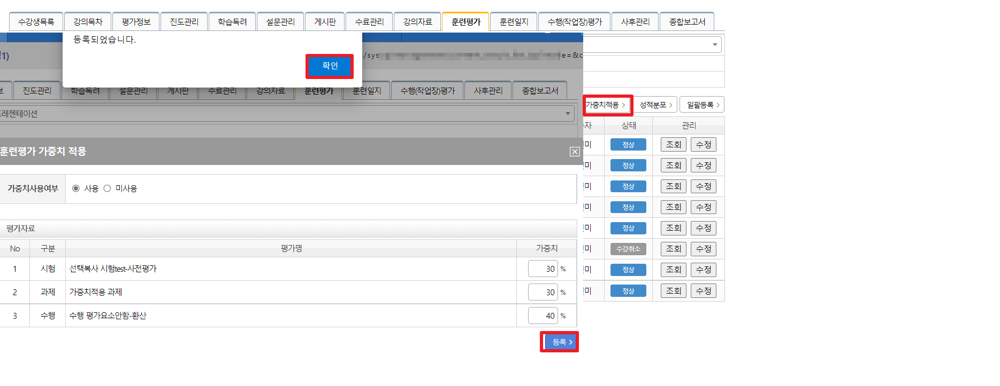 수강생목록 강의목차 평가정보 진도관리 학습독려 설문관리 게시판 수료관리 강의자료 훈련평가 훈련일지 수행(작업장)평가 사후관리 종합보고서
등록되었습니다.
1)
/sys
e=&c
확인
보 진도관리 학습독려 설문관리 게시판 수료관리 강의자료 훈련평가 훈련일지 수행(작업장)평가 사후관리 종합보고서
가중치적용 성적분포 일괄등록
프레젠테이션
자 상태 관리
훈련평가 가중치 적용
미 정상 조회 수정
미 정상 조회 수정
가중치사용여부 사용 미사용
미 정상 조회 수정
미 정상 조회 수정
평가자료
미 정상 조회 수정
No 구분 평가명 가중치
미 수강취소 조회 수정
1 시험 선택복사 시험test-사전평가 30 %
미 정상 조회 수정
2 과제 가중치적용 과제 30 %
미 정상 조회 수정
3 수행 수행 평가요소안함-환산 40 %
등록